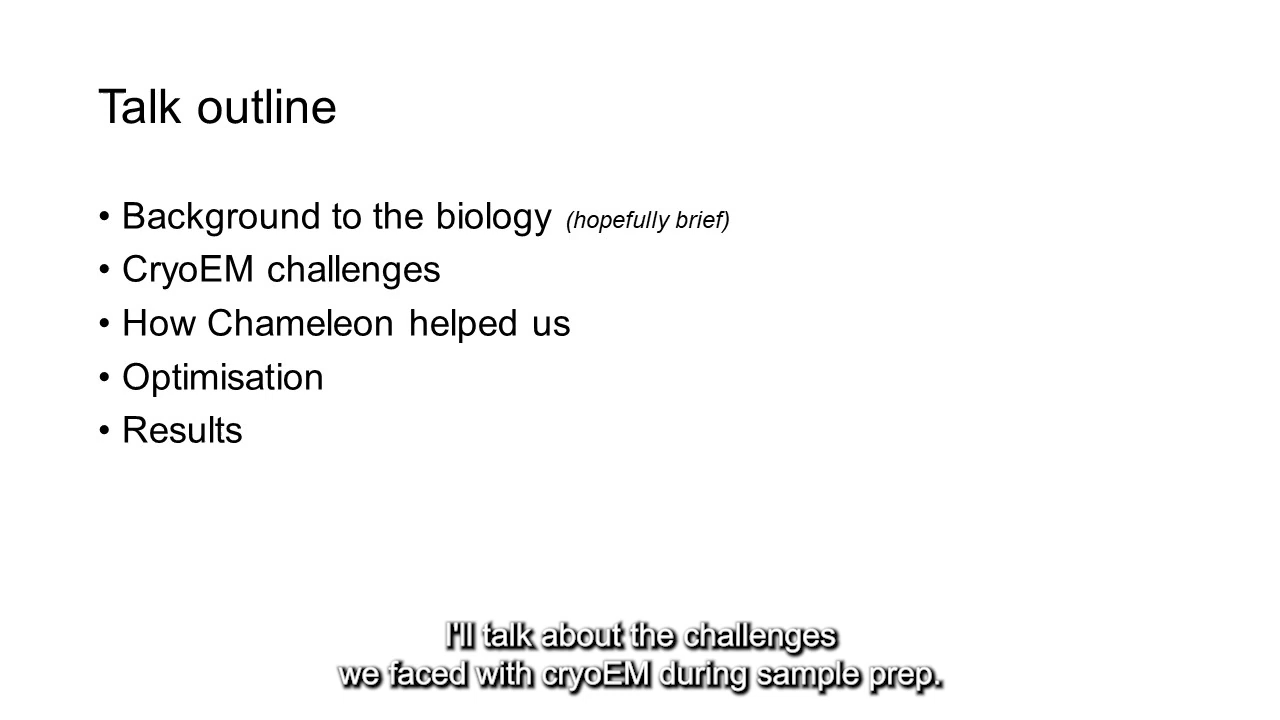 Talk outline
• Background to the biology (hopefully brief)
• CryoEM challenges
• How Chameleon helped us
• Optimisation
• Results
I'll talk about the challenges
we faced with cryoEM during sample prep.